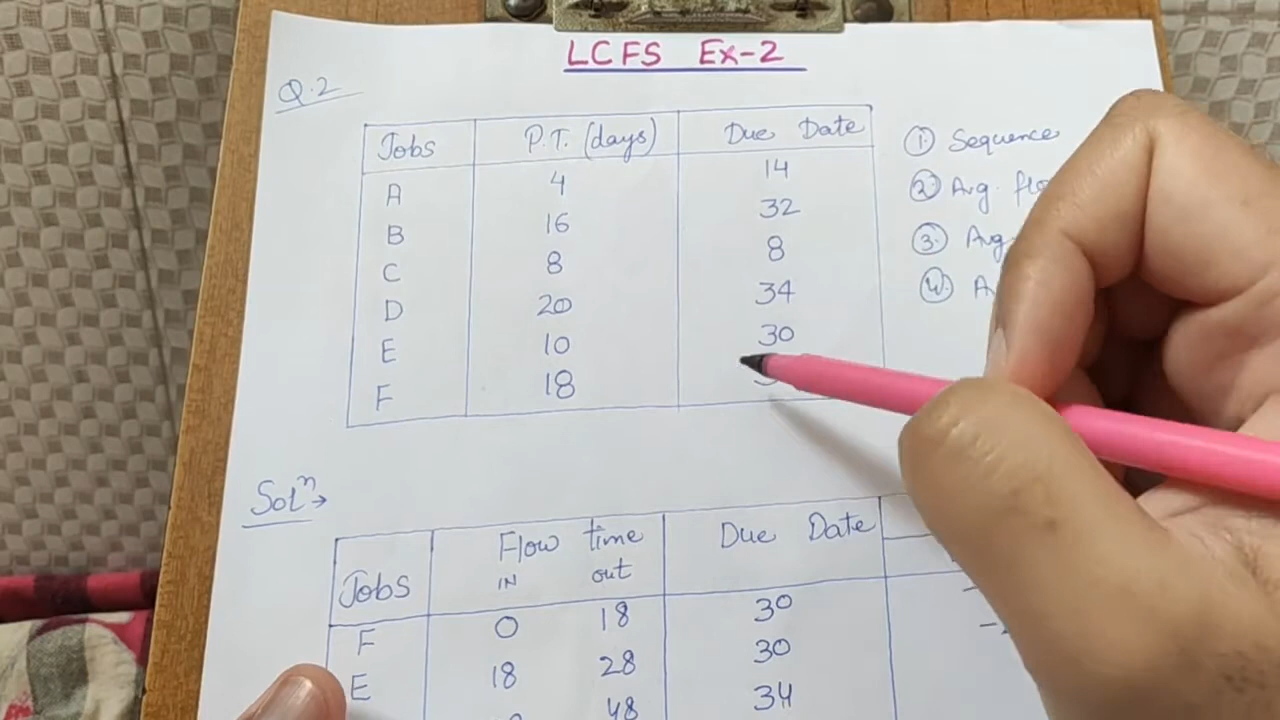 LCFS Ex-2
Q.2
Jobs P.T. (days) Due Date
A 4 14
B 16 32
C 8 8
D 20 34
E 10 30
F 18
① Sequence
② Avg.
③ Avg.
④
Solⁿ→
Jobs Flow time Due Date
IN out
F 0 18 30
E 18 28 30
48 34